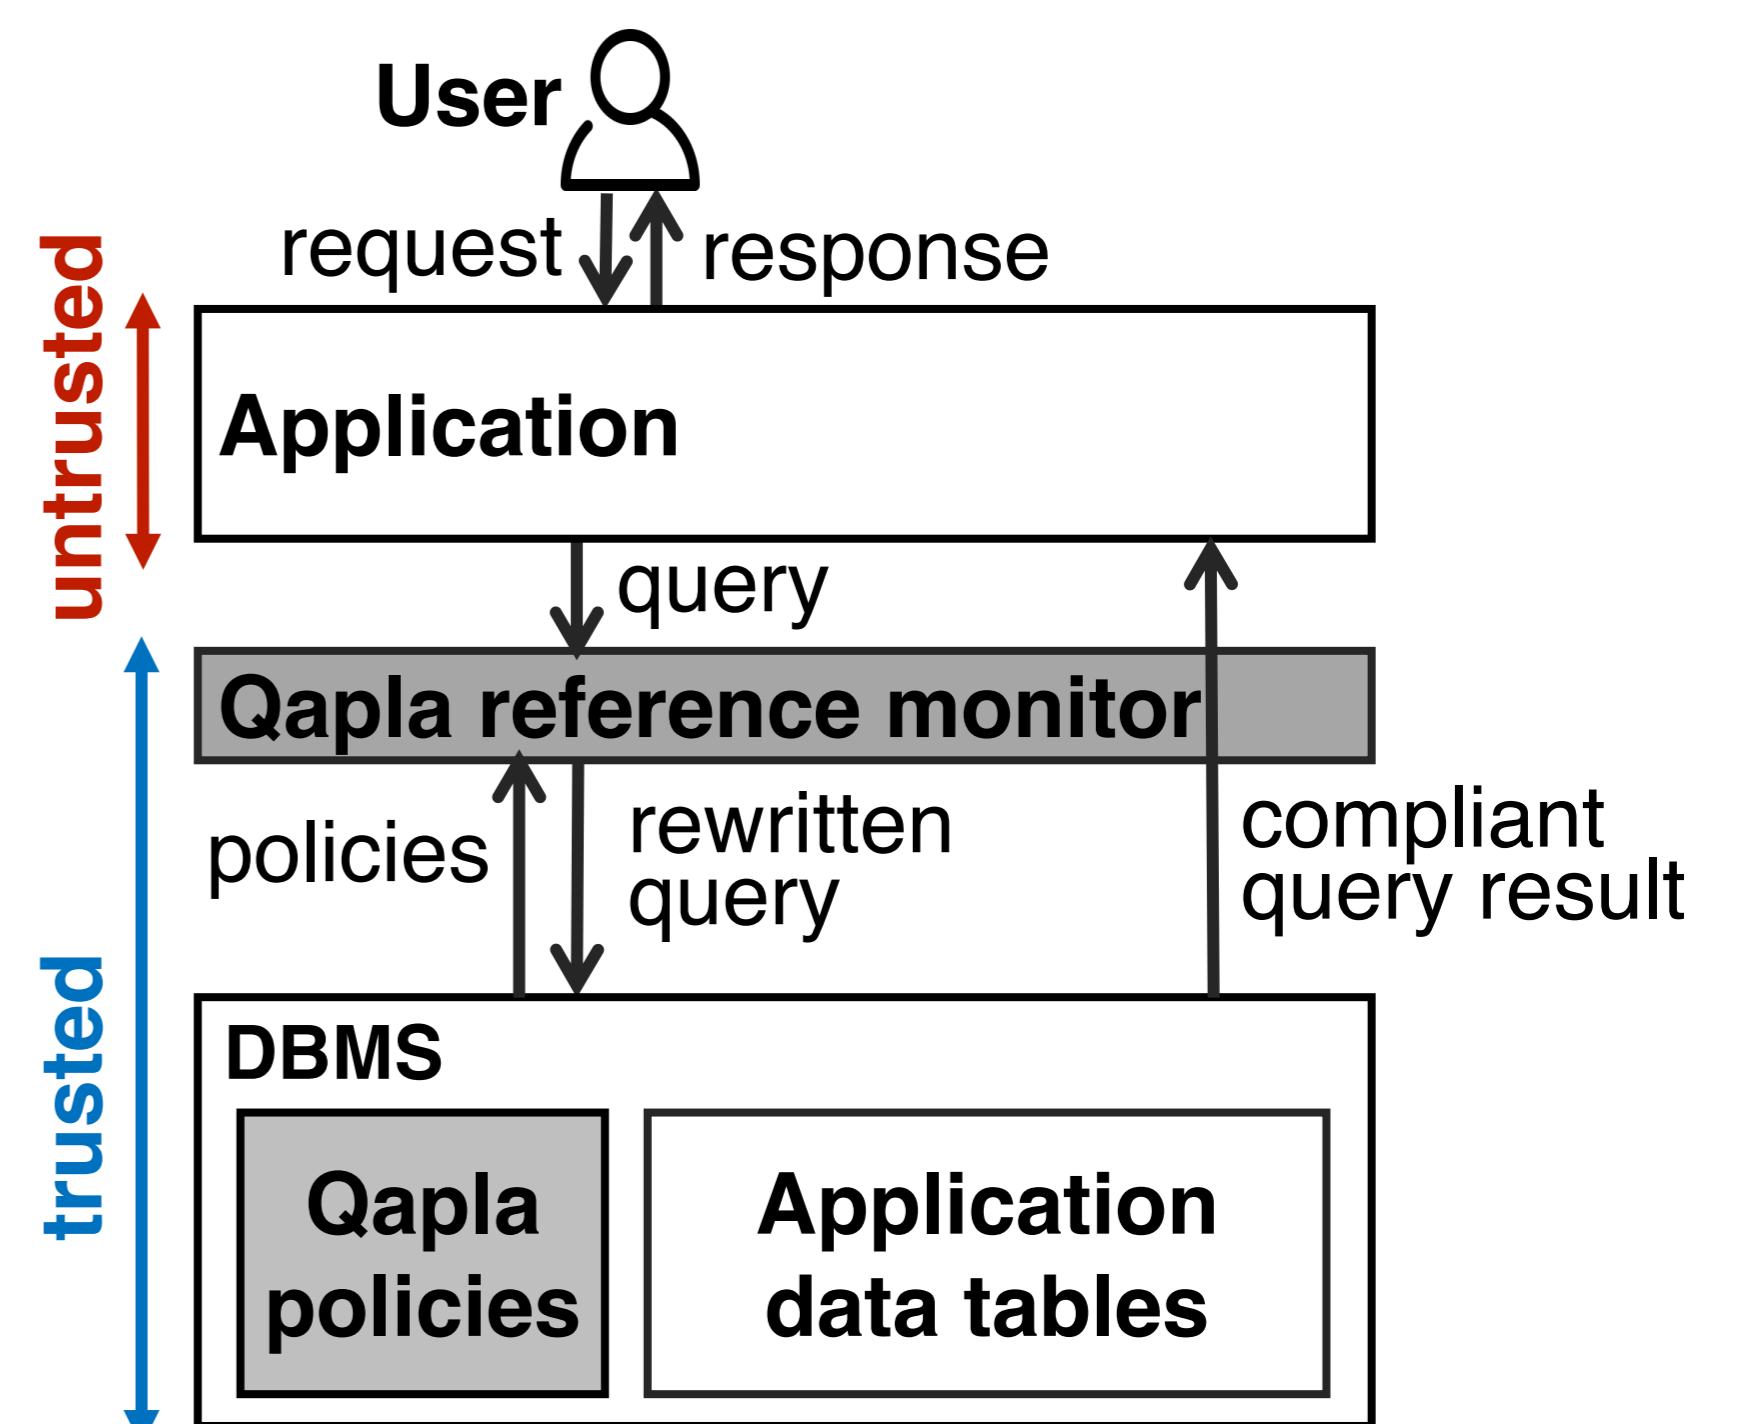 User
request
response
untrusted
Application
query
Qapla reference monitor
policies
rewritten
query
compliant
query result
trusted
DBMS
Qapla
policies
Application
data tables